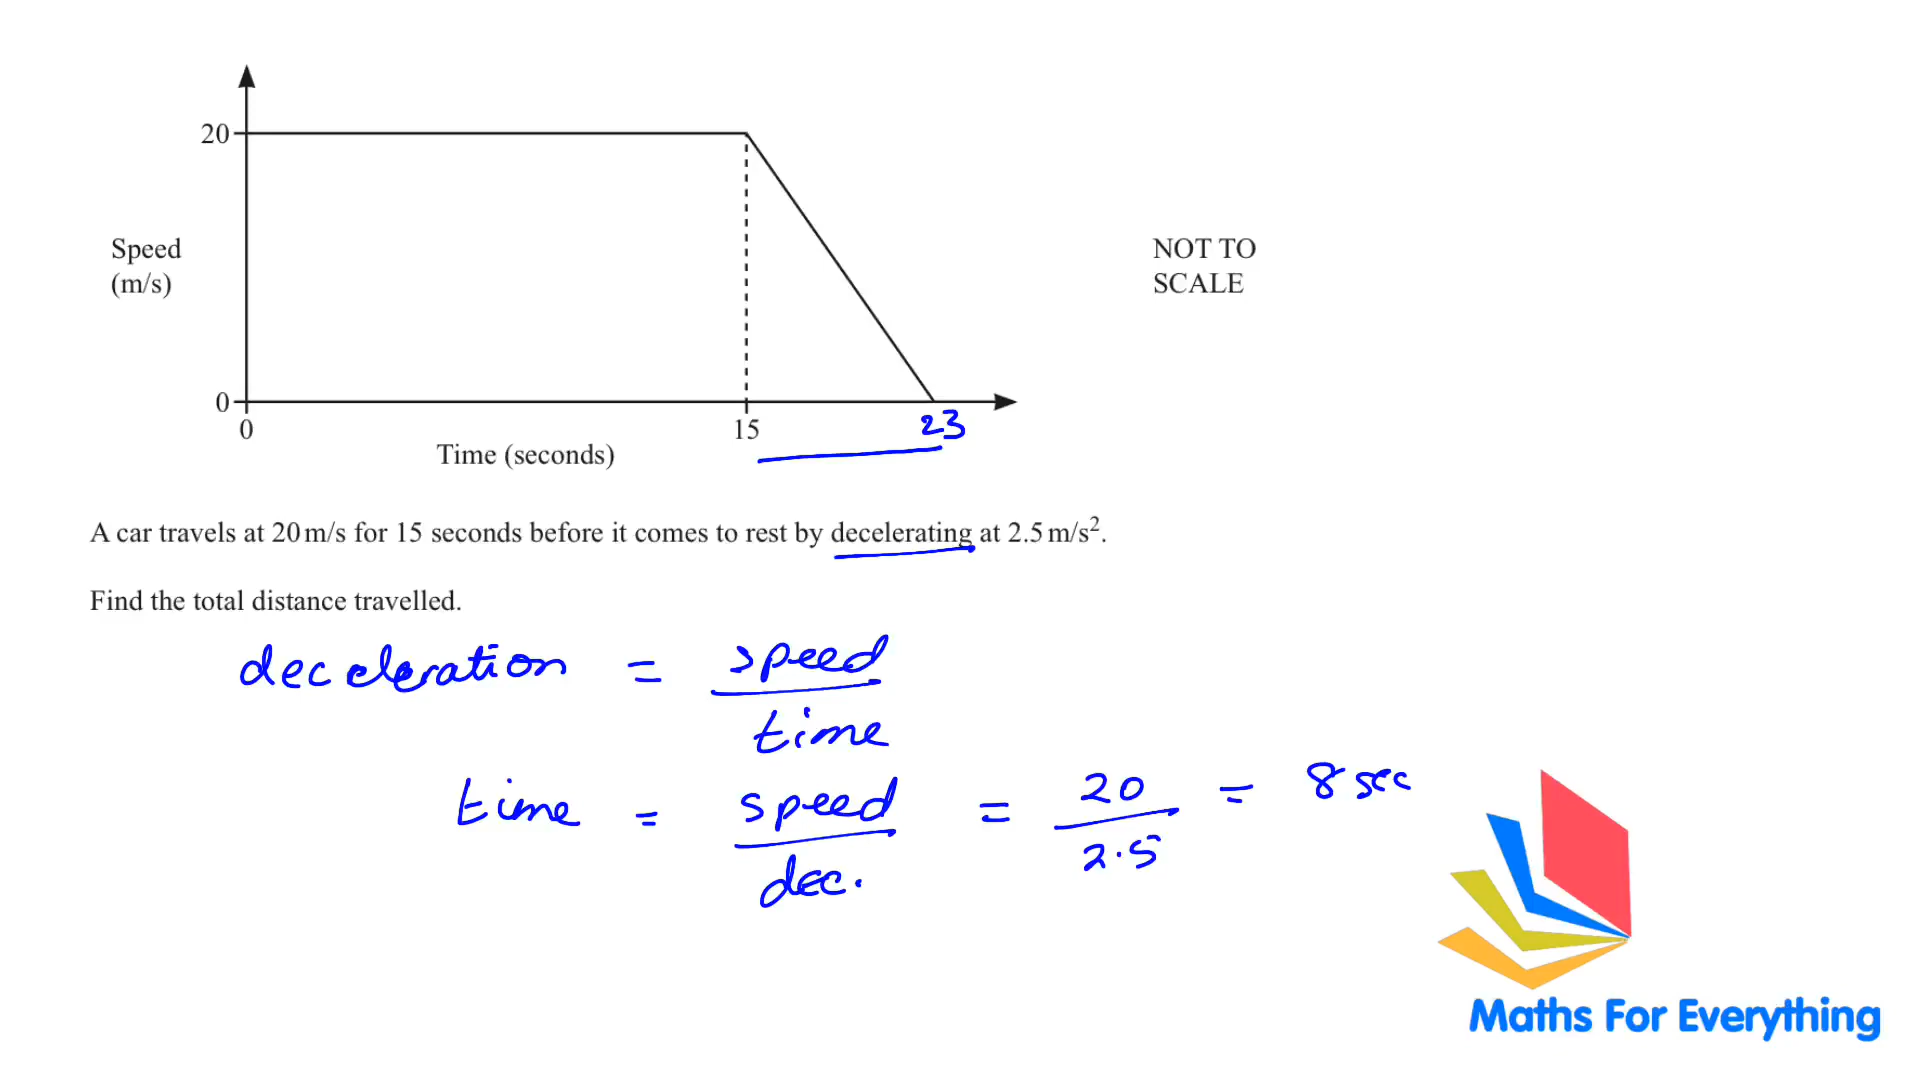 20
Speed
(m/s)
NOT TO
SCALE
0
0
15
23
Time (seconds)
A car travels at 20 m/s for 15 seconds before it comes to rest by decelerating at 2.5 m/s².
Find the total distance travelled.
deceleration = speed / time
time = speed / dec. = 20 / 2.5 = 8 sec
Maths For Everything